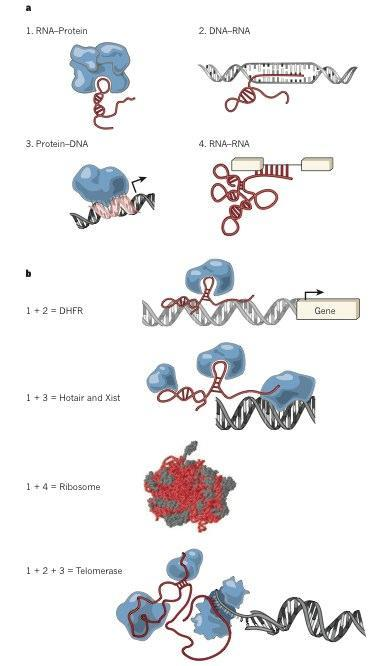 a
1. RNA–Protein
2. DNA–RNA
3. Protein–DNA
4. RNA–RNA
b
1 + 2 = DHFR
Gene
1 + 3 = Hotair and Xist
1 + 4 = Ribosome
1 + 2 + 3 = Telomerase